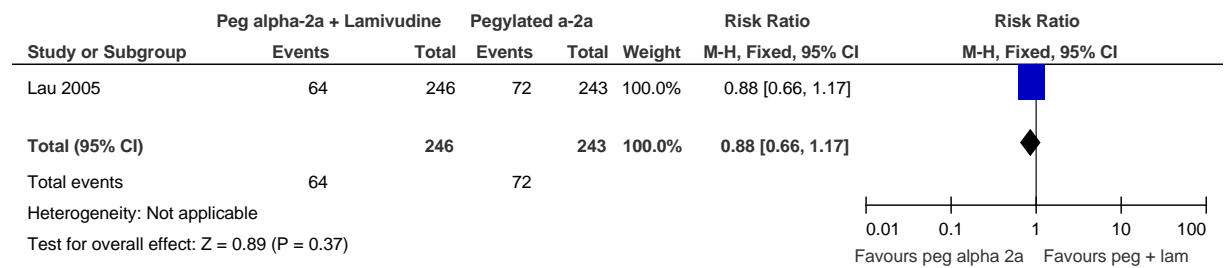 Peg alpha-2a + Lamivudine Pegylated a-2a Risk Ratio Risk Ratio
Study or Subgroup Events Total Events Total Weight M-H, Fixed, 95% CI M-H, Fixed, 95% CI
Lau 2005 64 246 72 243 100.0% 0.88 [0.66, 1.17]
Total (95% CI) 246 243 100.0% 0.88 [0.66, 1.17]
Total events 64 72
Heterogeneity: Not applicable
Test for overall effect: Z = 0.89 (P = 0.37)
0.01 0.1 1 10 100
Favours peg alpha 2a Favours peg + lam